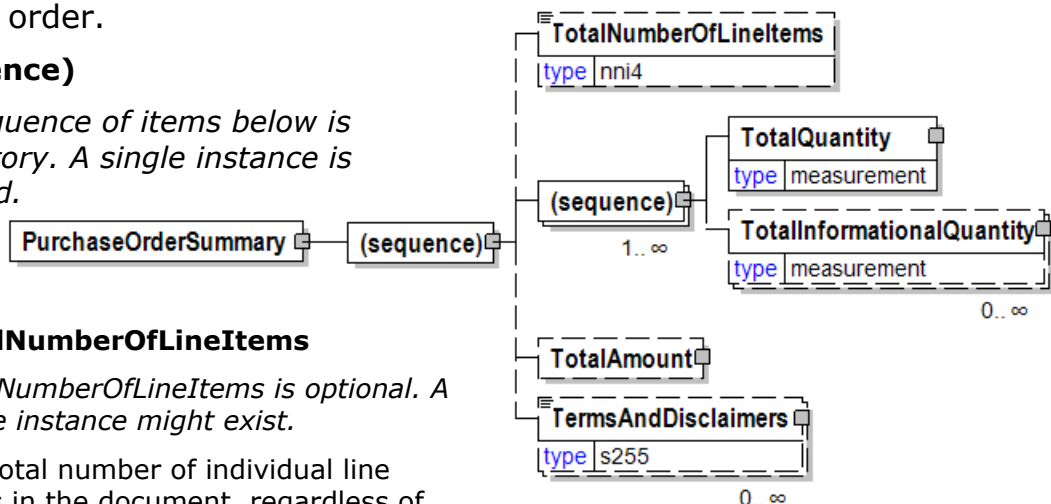 order.
ence)
quence of items below is
tory. A single instance is
d.
lNumberOfLineItems
NumberOfLineItems is optional. A
e instance might exist.
otal number of individual line
s in the document, regardless of
PurchaseOrderSummary
(sequence)
TotalNumberOfLineItems
type nni4
(sequence)
1.. ∞
TotalQuantity
type measurement
TotalInformationalQuantity
type measurement
0.. ∞
TotalAmount
TermsAndDisclaimers
type s255
0.. ∞